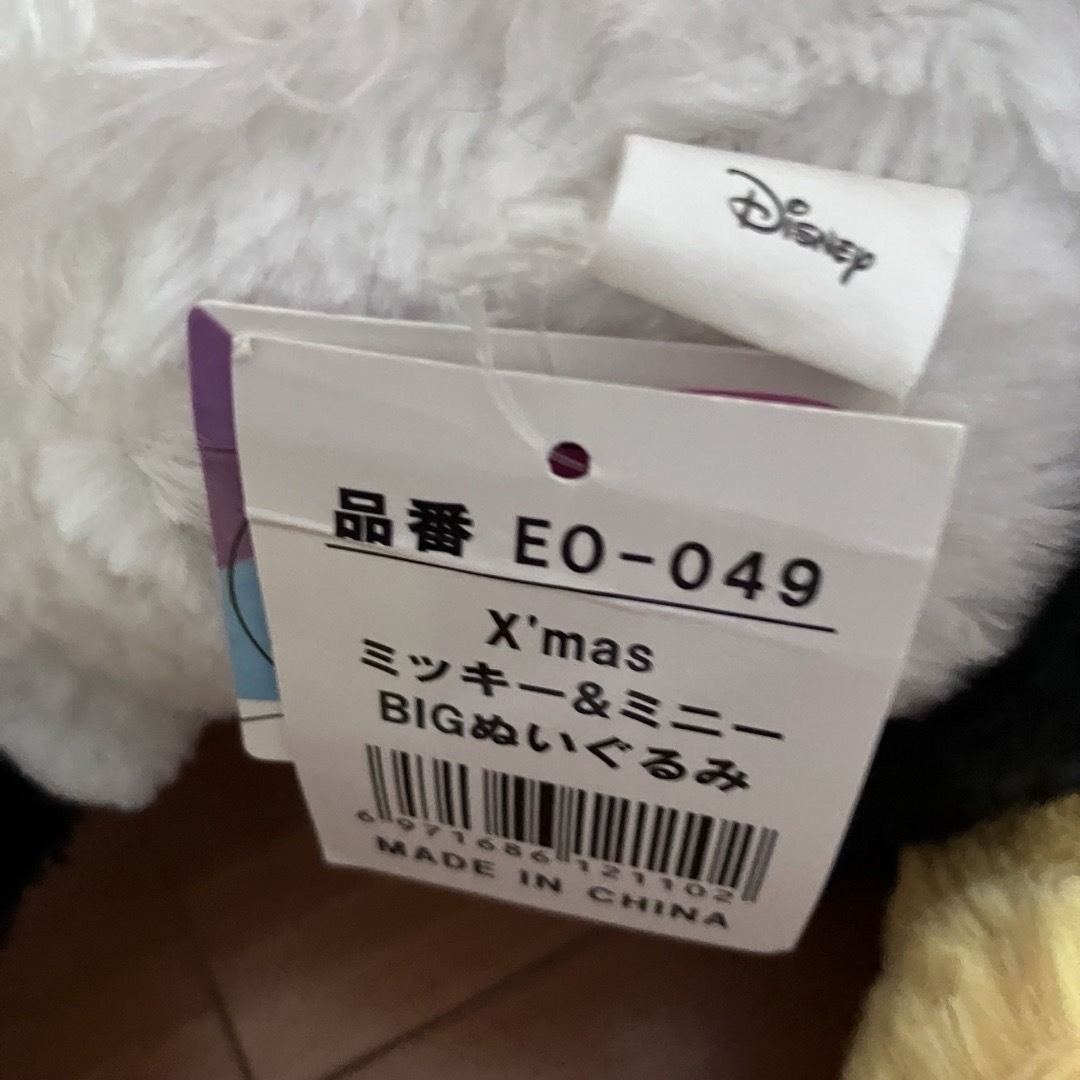 Disney
品番 EO-049
X'mas
ミッキー&ミニー
BIGぬいぐるみ
6971686121102
MADE IN CHINA